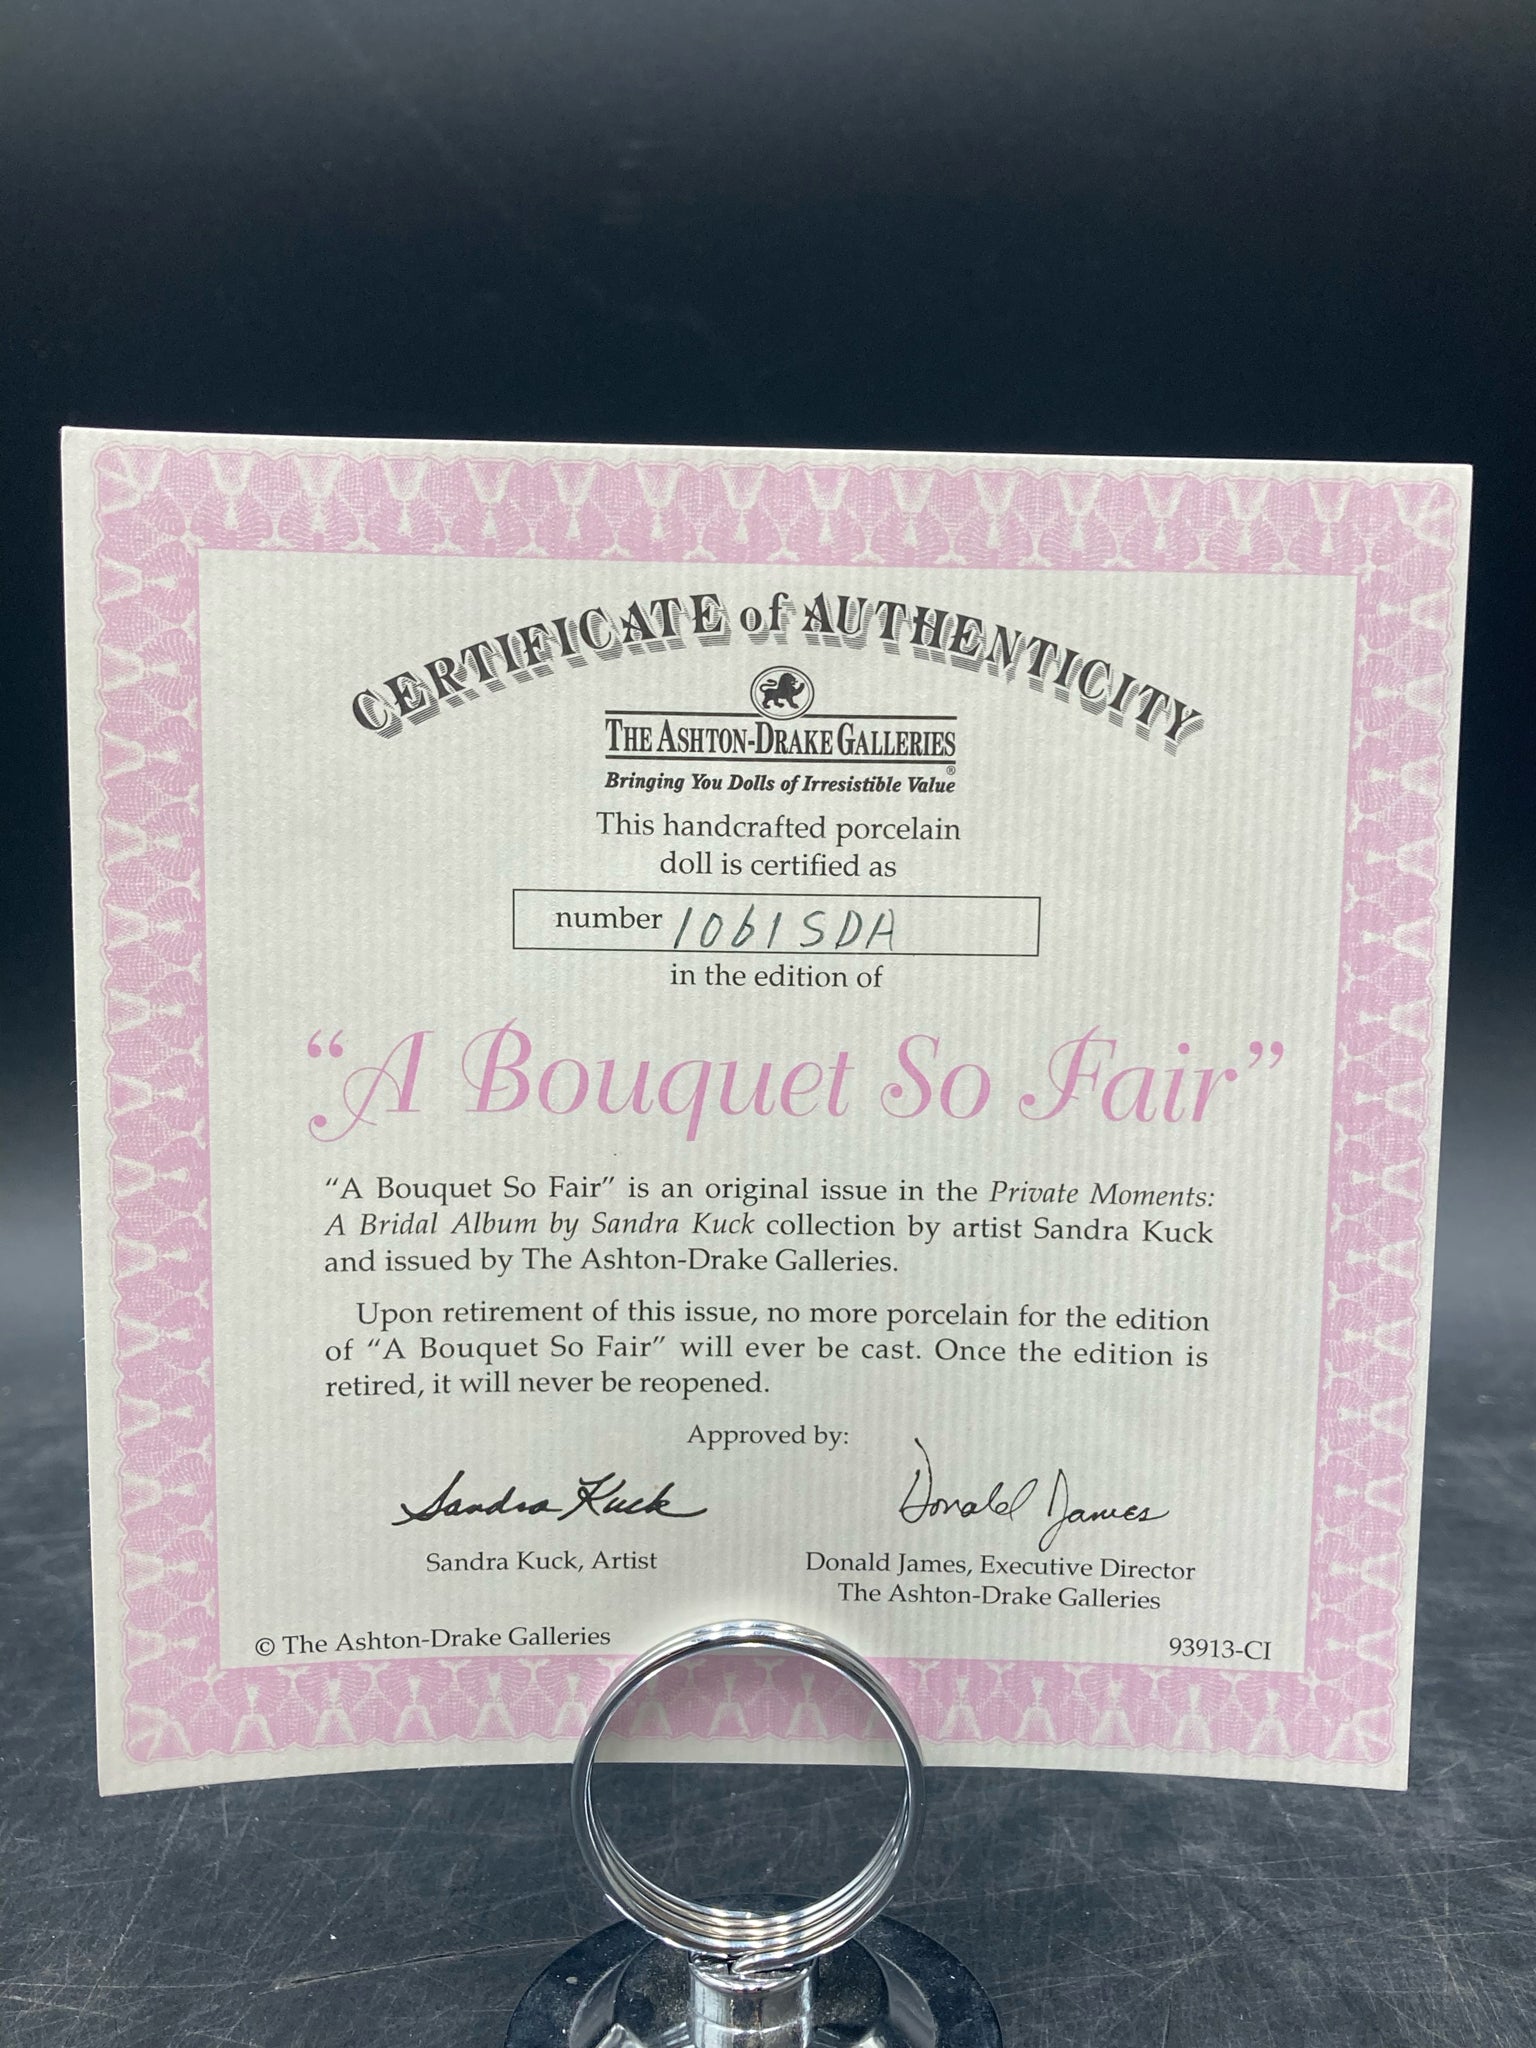 CERTIFICATE of AUTHENTICITY
THE ASHTON-DRAKE GALLERIES
®
Bringing You Dolls of Irresistible Value
This handcrafted porcelain
doll is certified as
number 1061SDA
in the edition of
“A Bouquet So Fair”
“A Bouquet So Fair” is an original issue in the Private Moments:
A Bridal Album by Sandra Kuck collection by artist Sandra Kuck
and issued by The Ashton-Drake Galleries.
Upon retirement of this issue, no more porcelain for the edition
of “A Bouquet So Fair” will ever be cast. Once the edition is
retired, it will never be reopened.
Approved by:
Sandra Kuck Donald James
Sandra Kuck, Artist
Donald James, Executive Director
The Ashton-Drake Galleries
© The Ashton-Drake Galleries 93913-CI